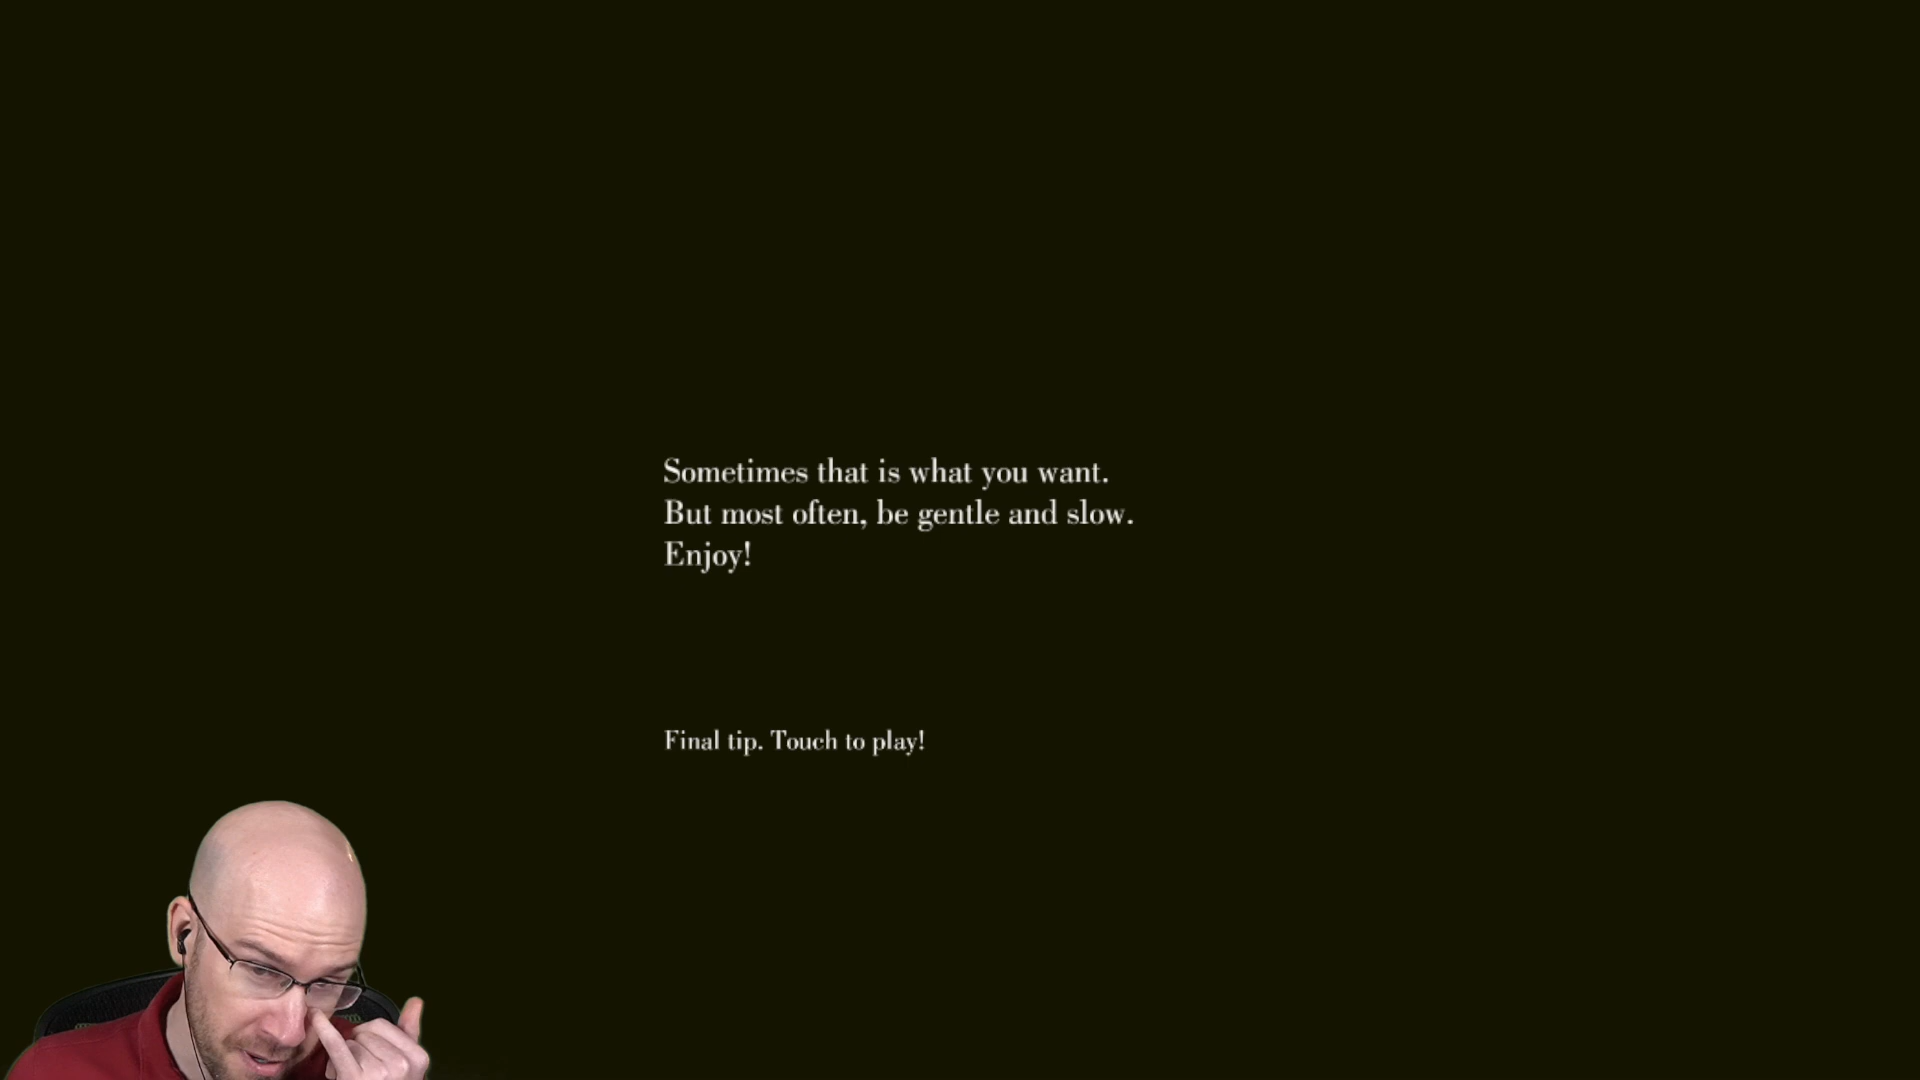 Sometimes that is what you want.
But most often, be gentle and slow.
Enjoy!
Final tip. Touch to play!